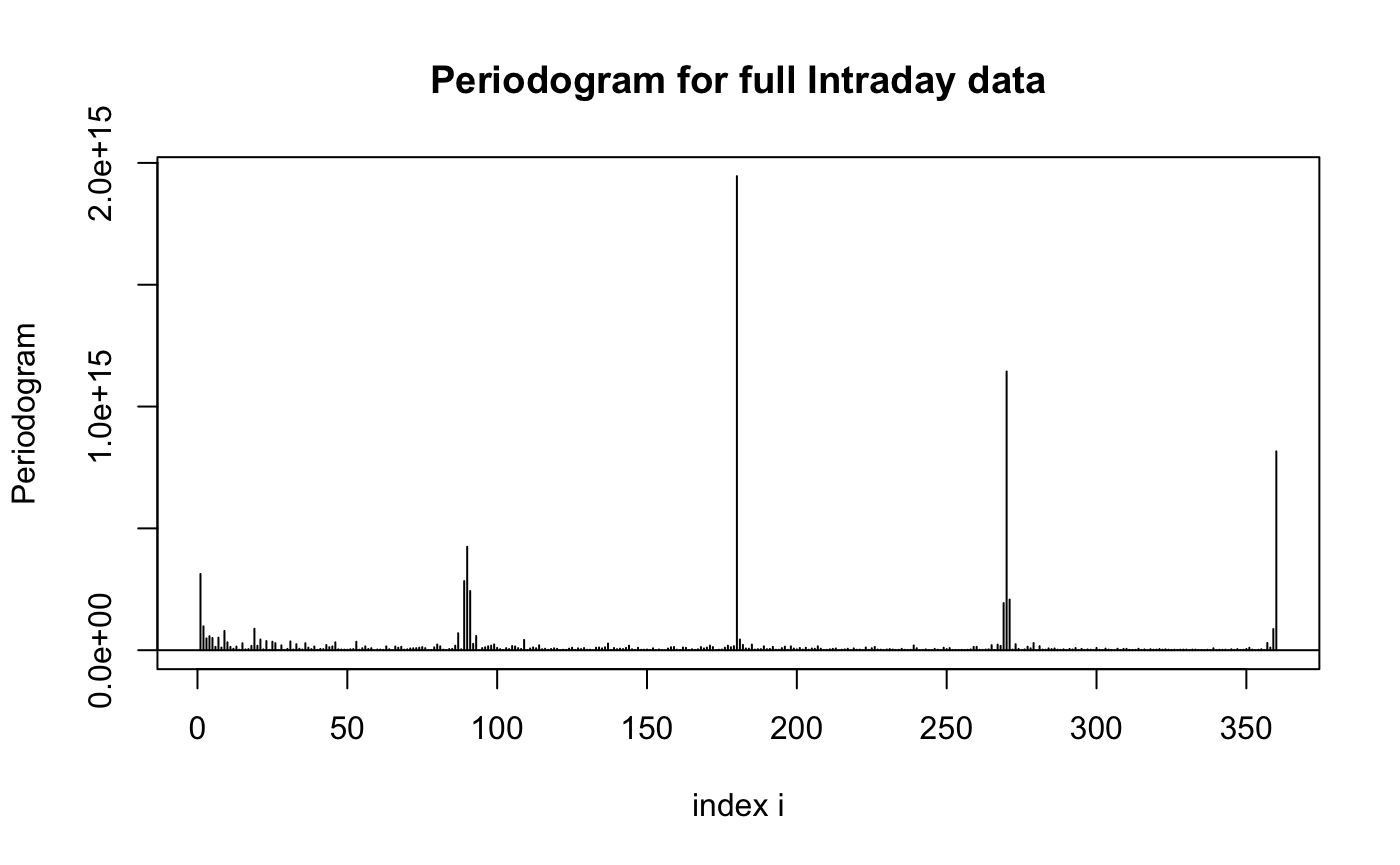 Periodogram for full Intraday data
Periodogram
2.0e+15
1.0e+15
0.0e+00
0 50 100 150 200 250 300 350
index i